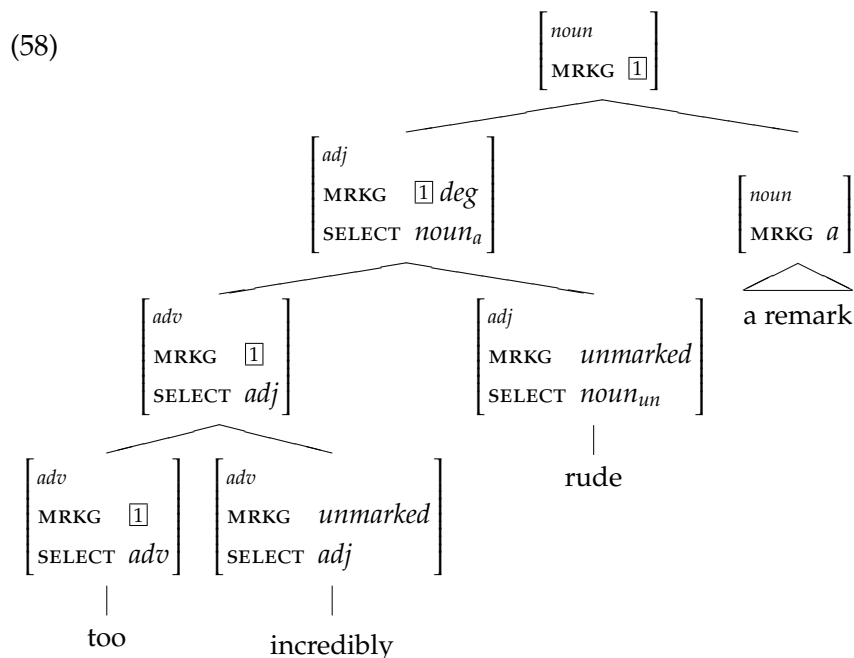 (58)
noun
MRKG 1
adj
MRKG 1 deg
SELECT noun_a
noun
MRKG a
a remark
adv
MRKG 1
SELECT adj
adj
MRKG unmarked
SELECT noun_un
rude
adv
MRKG 1
SELECT adv
too
adv
MRKG unmarked
SELECT adj
incredibly